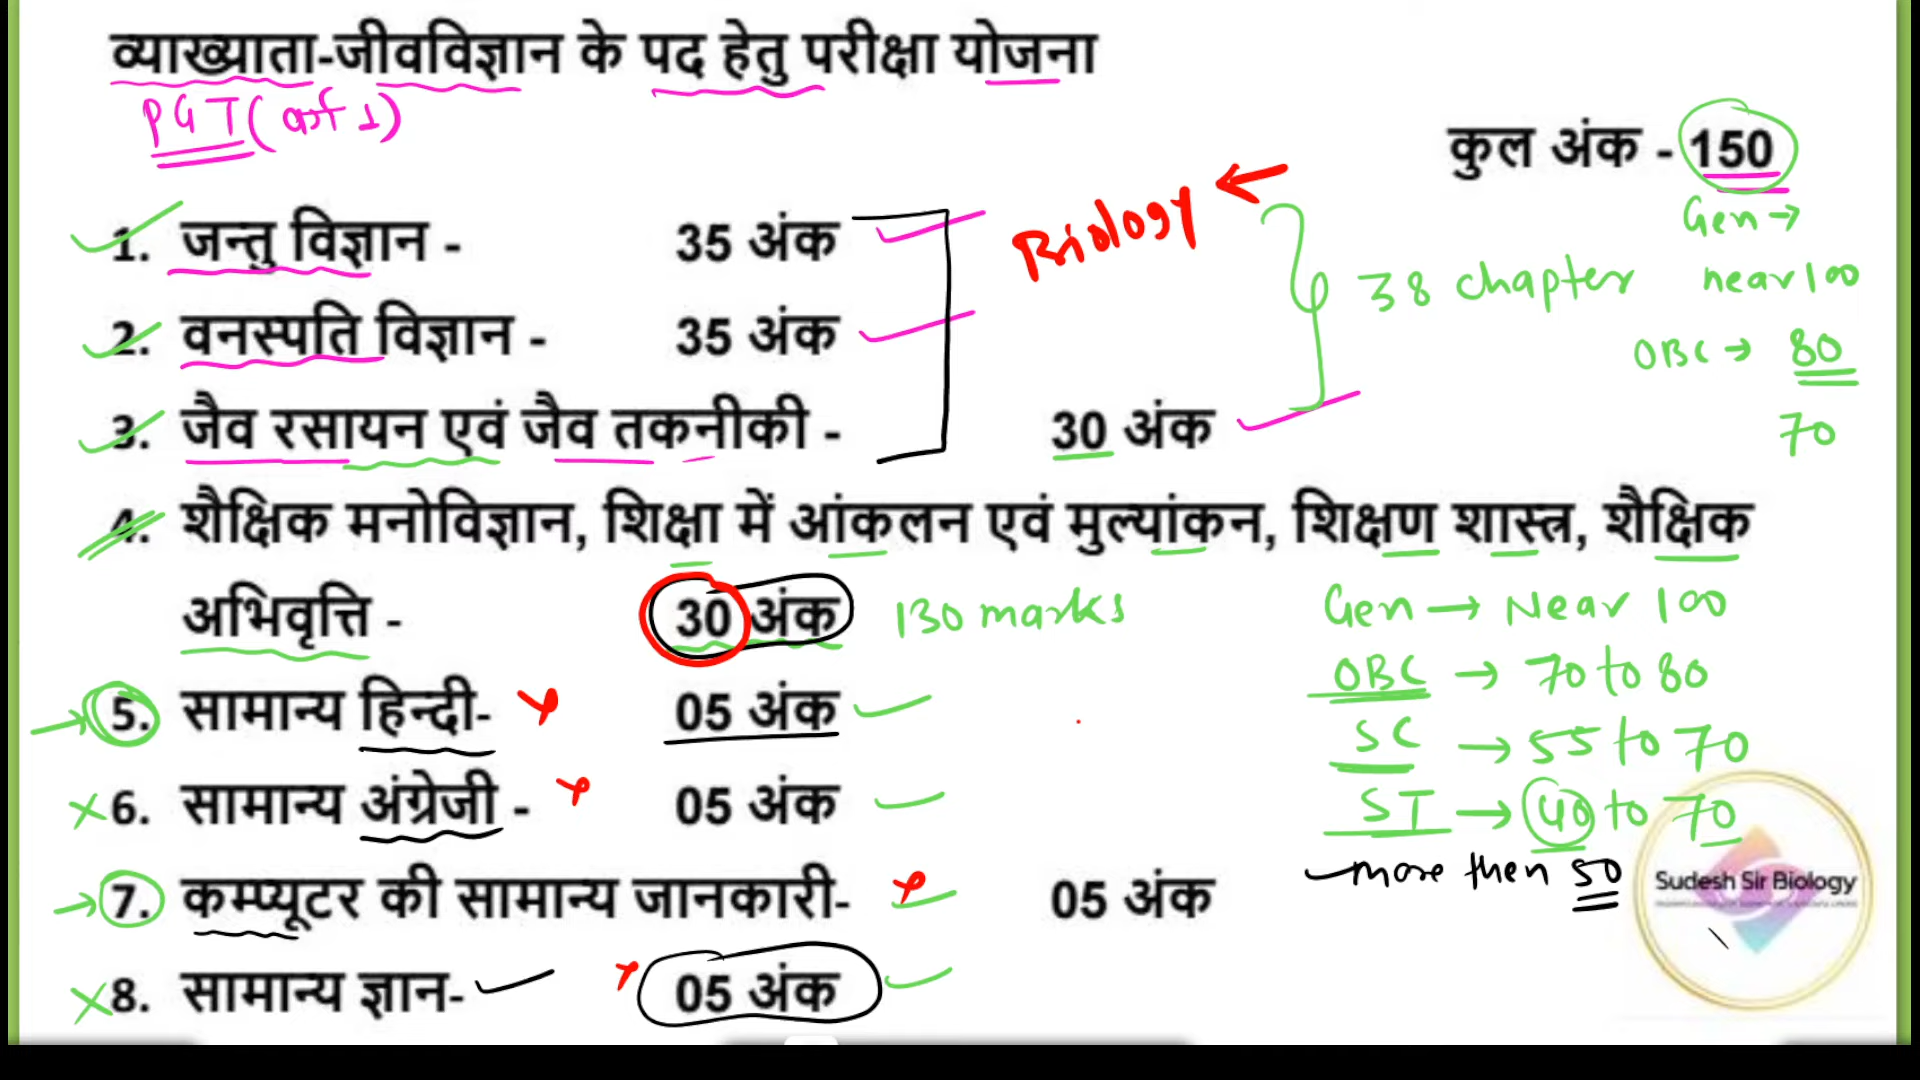 व्याख्याता-जीवविज्ञान के पद हेतु परीक्षा योजना
PGT (वर्ग 1)
कुल अंक - 150
Gen →
near 100
OBC → 80
70
1. जन्तु विज्ञान - 35 अंक
Biology ←
38 chapter
2. वनस्पति विज्ञान - 35 अंक
3. जैव रसायन एवं जैव तकनीकी - 30 अंक
4. शैक्षिक मनोविज्ञान, शिक्षा में आंकलन एवं मुल्यांकन, शिक्षण शास्त्र, शैक्षिक
अभिवृत्ति - 30 अंक 130 marks
Gen → Near 100
OBC → 70 to 80
SC → 55 to 70
ST → 40 to 70
more then 50
5. सामान्य हिन्दी- 05 अंक
6. सामान्य अंग्रेजी - 05 अंक
7. कम्प्यूटर की सामान्य जानकारी- 05 अंक
8. सामान्य ज्ञान- 05 अंक
Sudesh Sir Biology